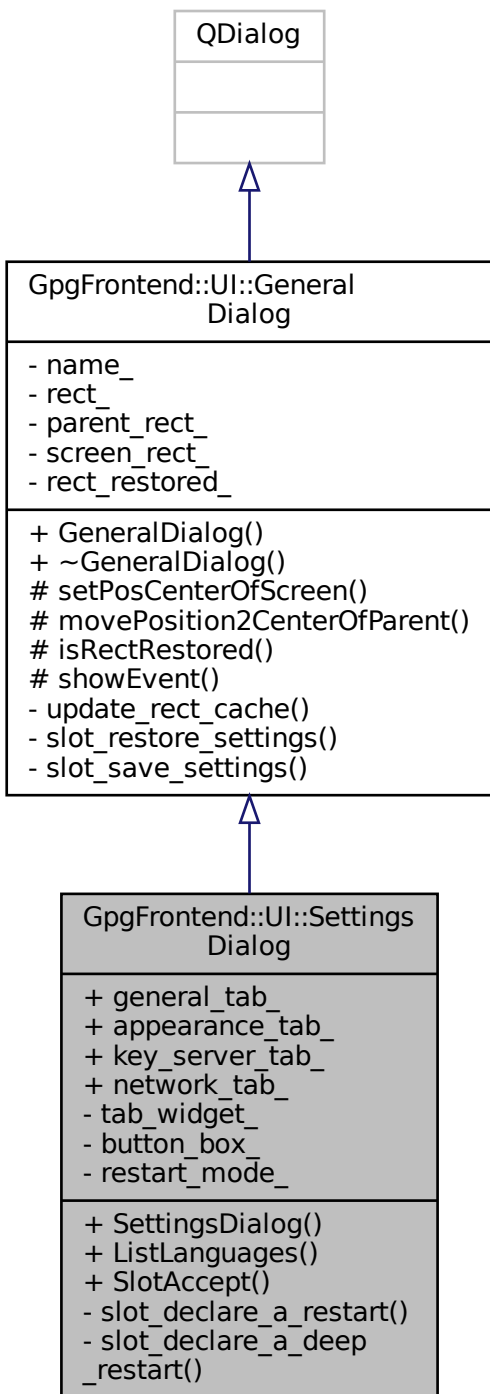 QDialog
GpgFrontend::UI::General
Dialog
- name_
- rect_
- parent_rect_
- screen_rect_
- rect_restored_
+ GeneralDialog()
+ ~GeneralDialog()
# setPosCenterOfScreen()
# movePosition2CenterOfParent()
# isRectRestored()
# showEvent()
- update_rect_cache()
- slot_restore_settings()
- slot_save_settings()
GpgFrontend::UI::Settings
Dialog
+ general_tab_
+ appearance_tab_
+ key_server_tab_
+ network_tab_
- tab_widget_
- button_box_
- restart_mode_
+ SettingsDialog()
+ ListLanguages()
+ SlotAccept()
- slot_declare_a_restart()
- slot_declare_a_deep
_restart()